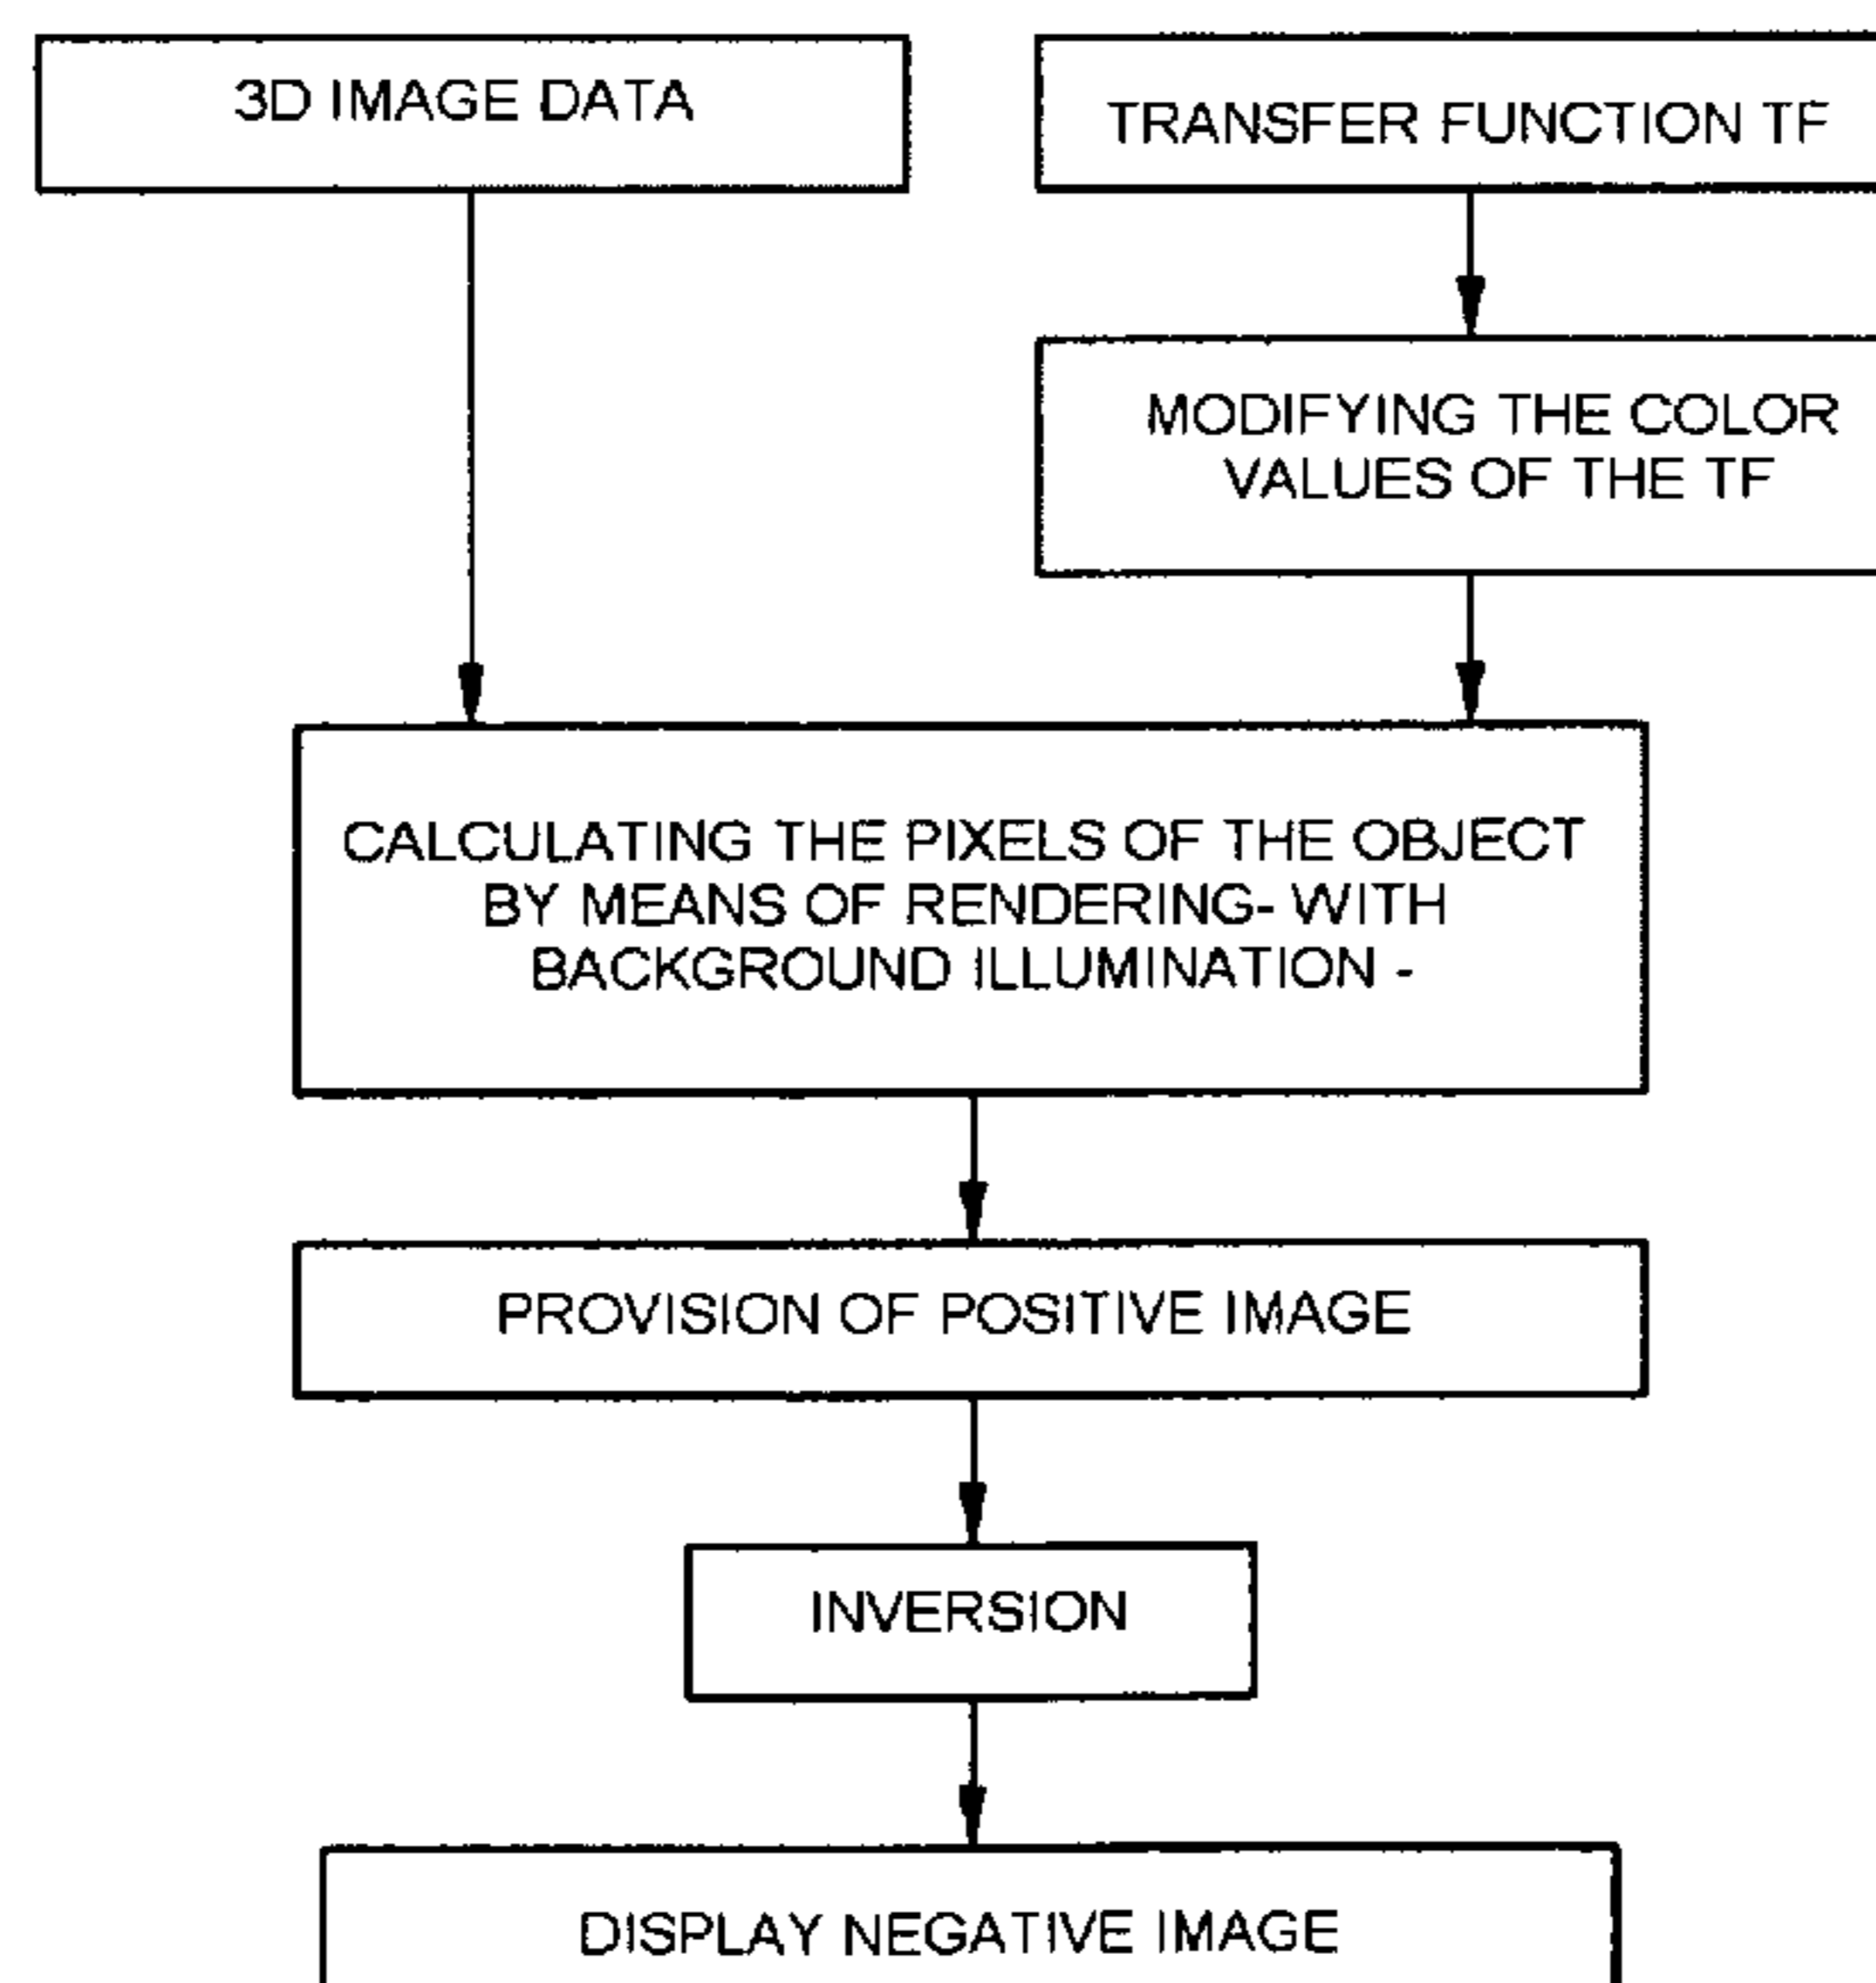 3D IMAGE DATA
TRANSFER FUNCTION TF
MODIFYING THE COLOR
VALUES OF THE TF
CALCULATING THE PIXELS OF THE OBJECT
BY MEANS OF RENDERING- WITH
BACKGROUND ILLUMINATION -
PROVISION OF POSITIVE IMAGE
INVERSION
DISPLAY NEGATIVE IMAGE